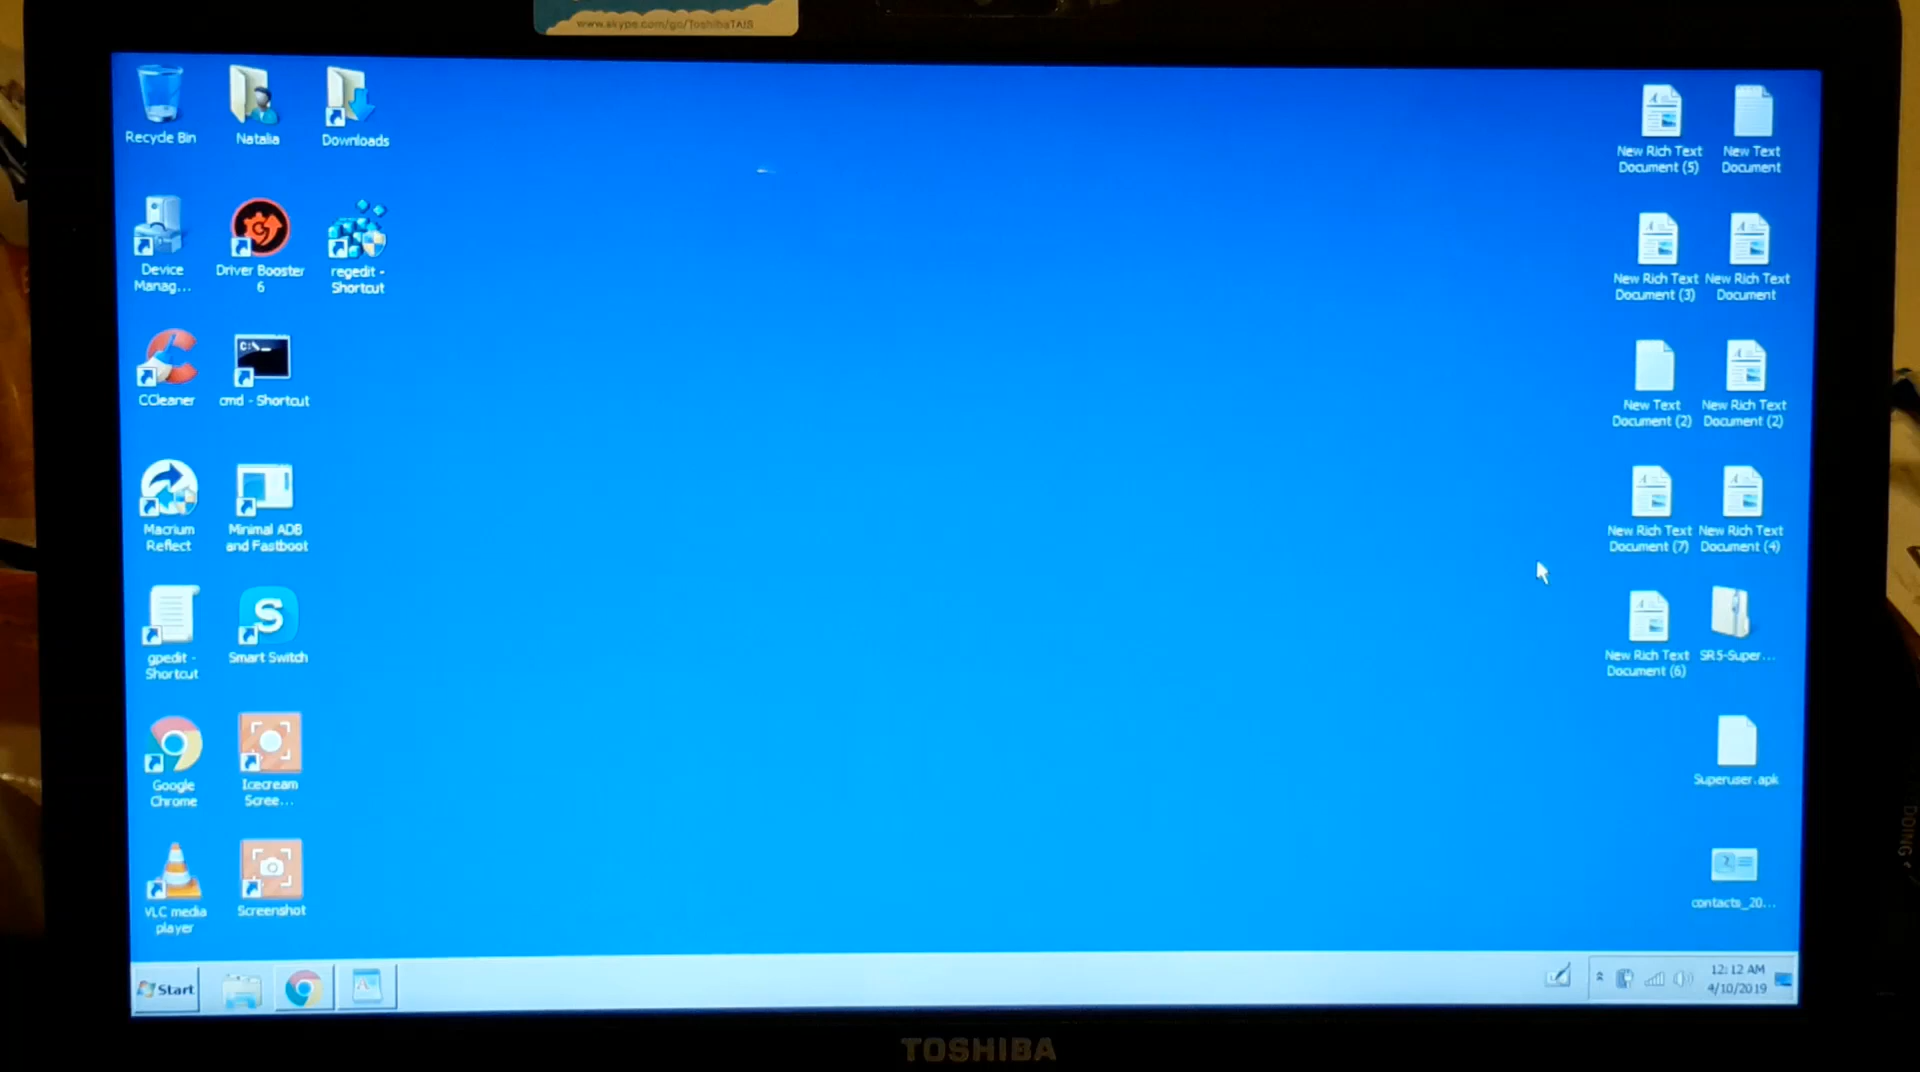 www.skype.com/go/ToshibaTAIS
Recycle Bin
Natalia
Downloads
New Rich Text
Document (5)
New Text
Document
Device
Manag...
Driver Booster
6
regedit -
Shortcut
New Rich Text
Document (3)
New Rich Text
Document
CCleaner
C:\
cmd - Shortcut
New Text
Document (2)
New Rich Text
Document (2)
Macrium
Reflect
Minimal ADB
and Fastboot
New Rich Text
Document (7)
New Rich Text
Document (4)
gpedit -
Shortcut
S
Smart Switch
New Rich Text
Document (6)
SR5-Super...
Google
Chrome
Icecream
Scree...
Superuser.apk
VLC media
player
Screenshot
contacts_20...
Start
12:12 AM
4/10/2019
TOSHIBA
DOING